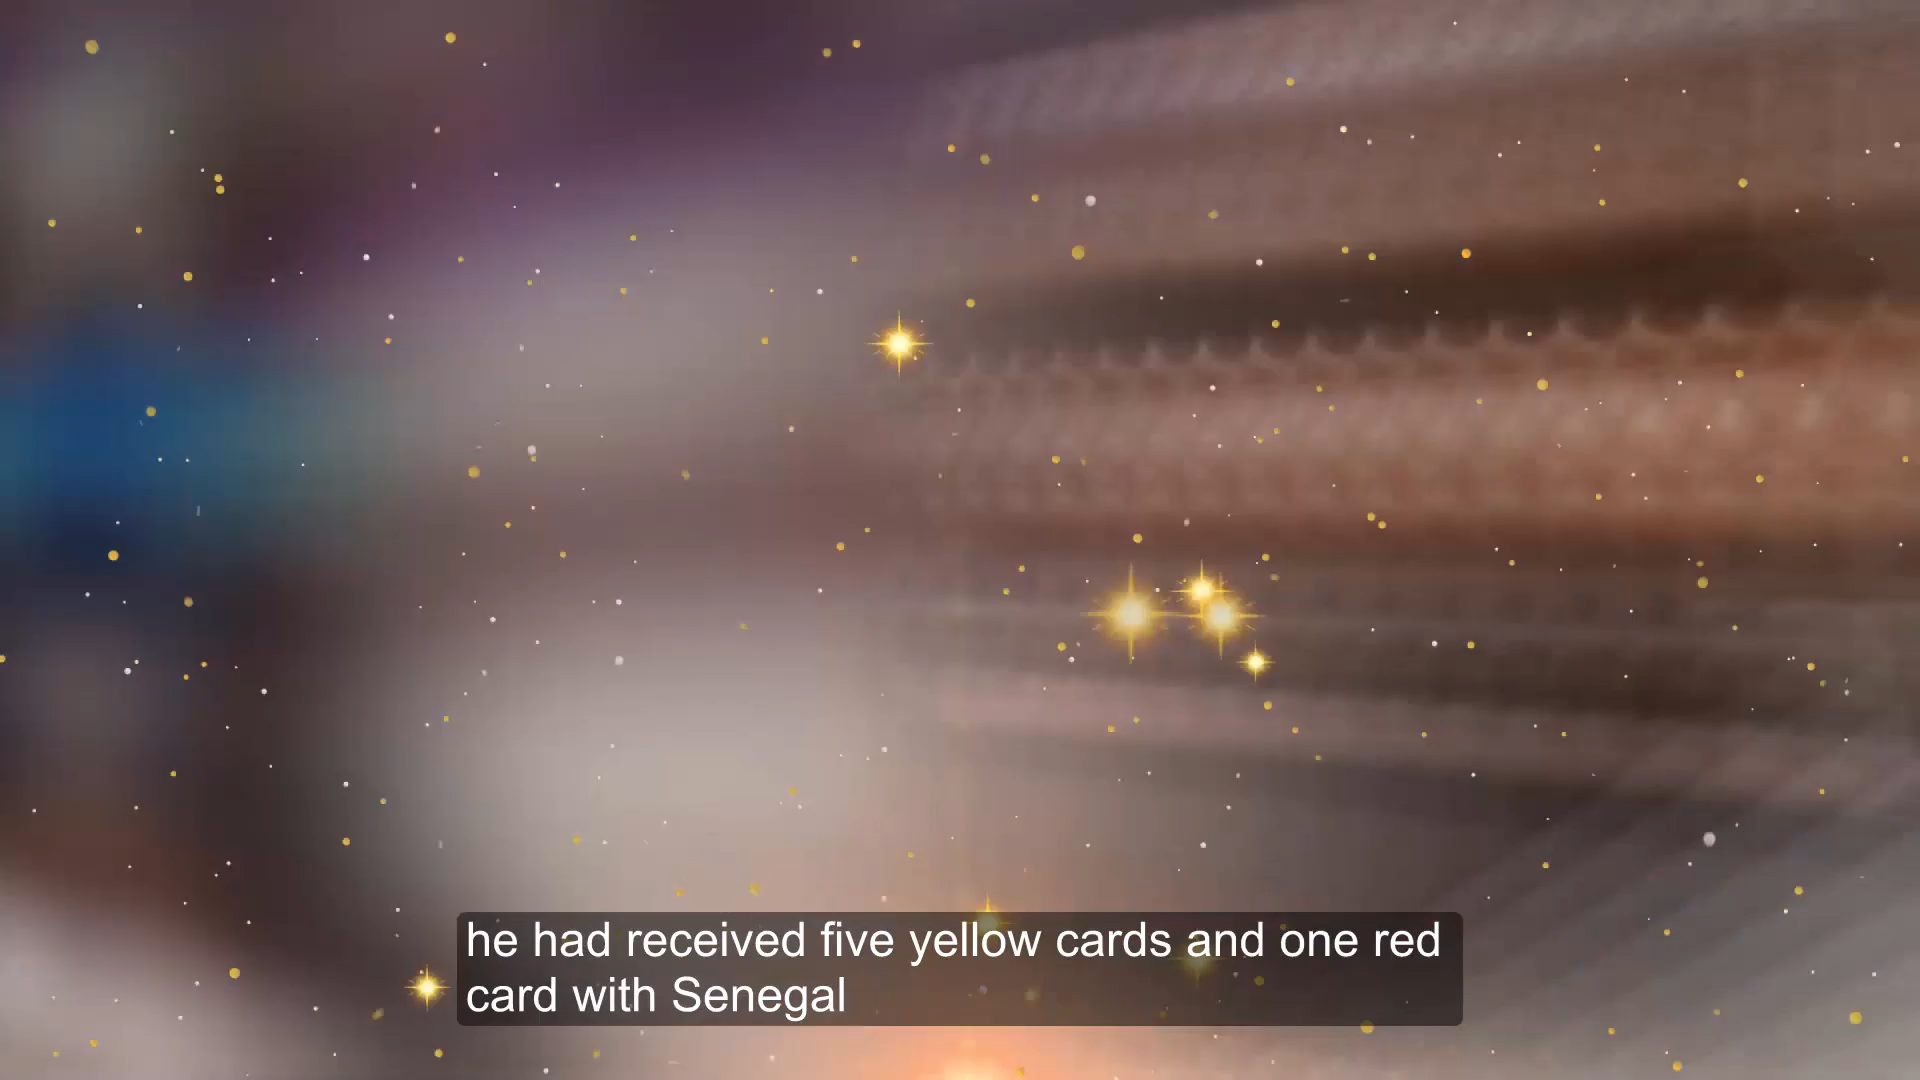 he had received five yellow cards and one red
card with Senegal